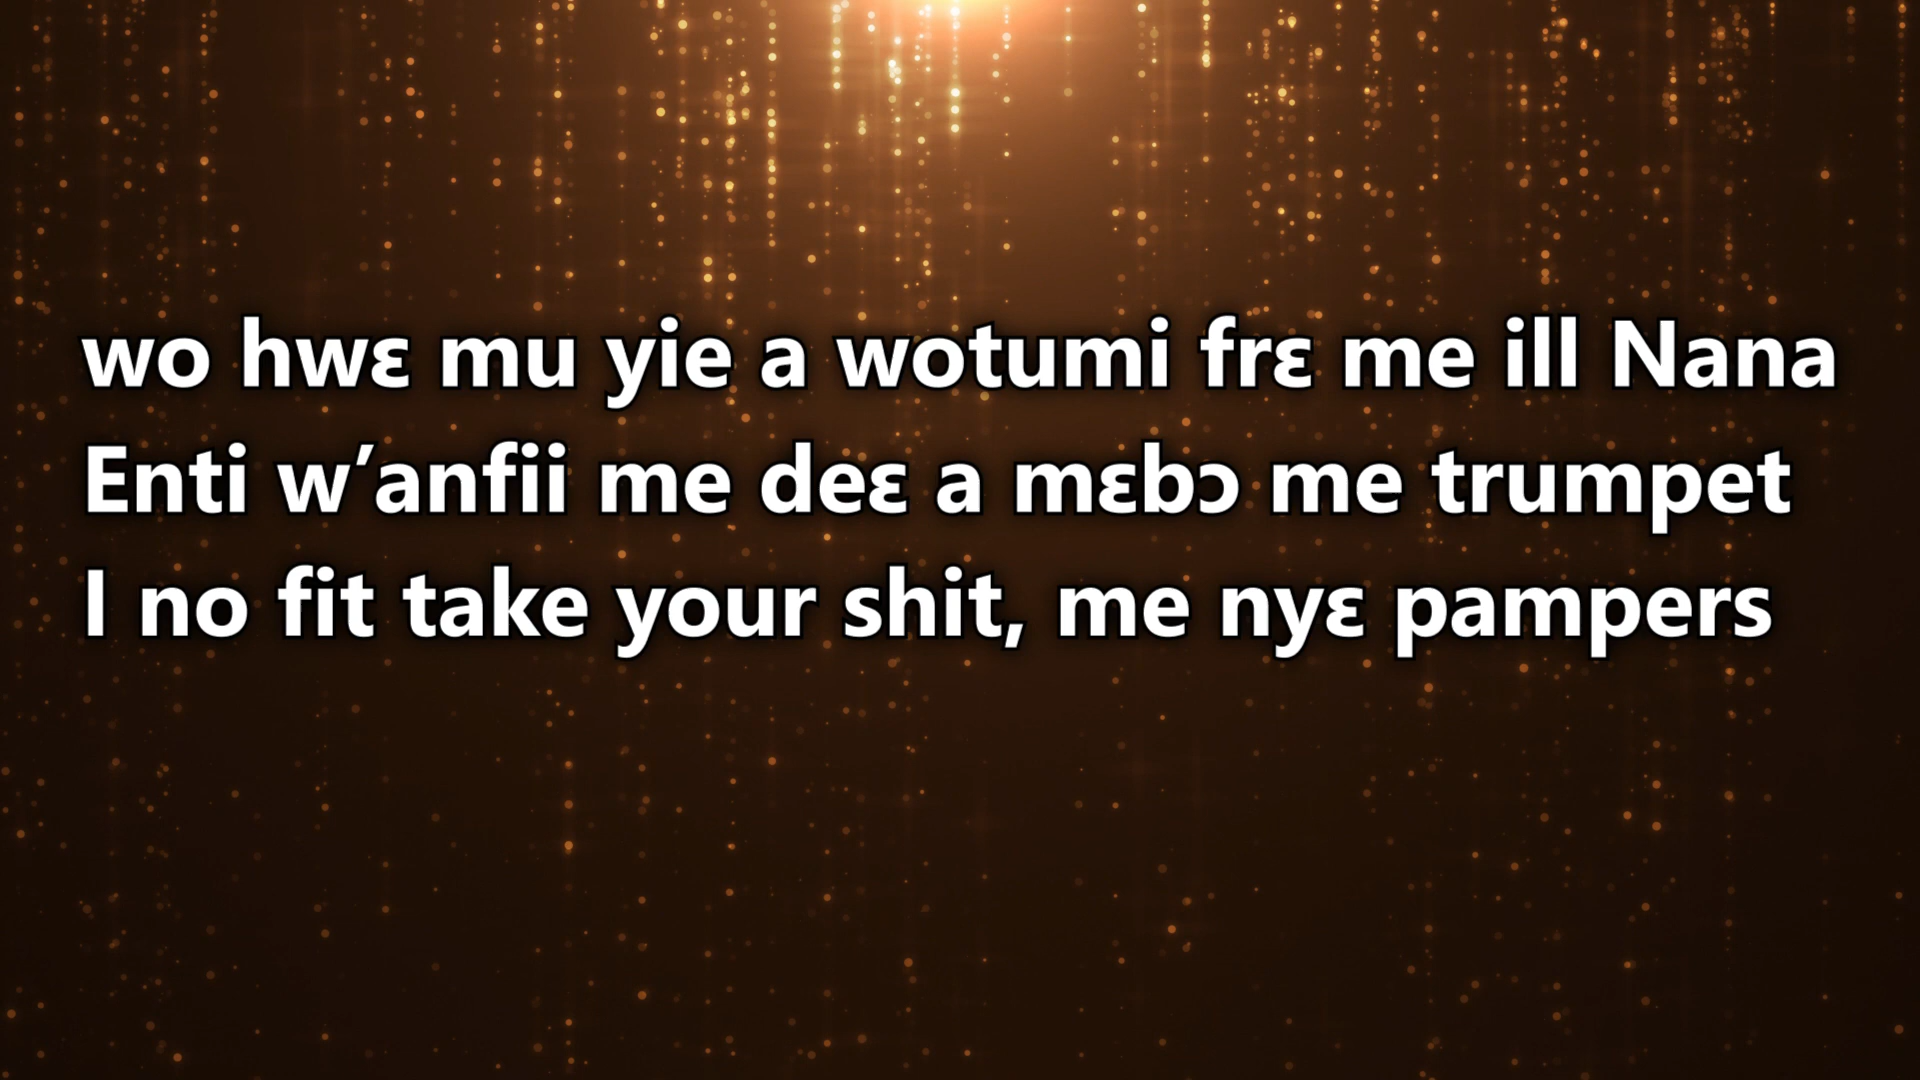 wo hwɛ mu yie a wotumi frɛ me ill Nana
Enti w’anfii me deɛ a mɛbɔ me trumpet
I no fit take your shit, me nyɛ pampers